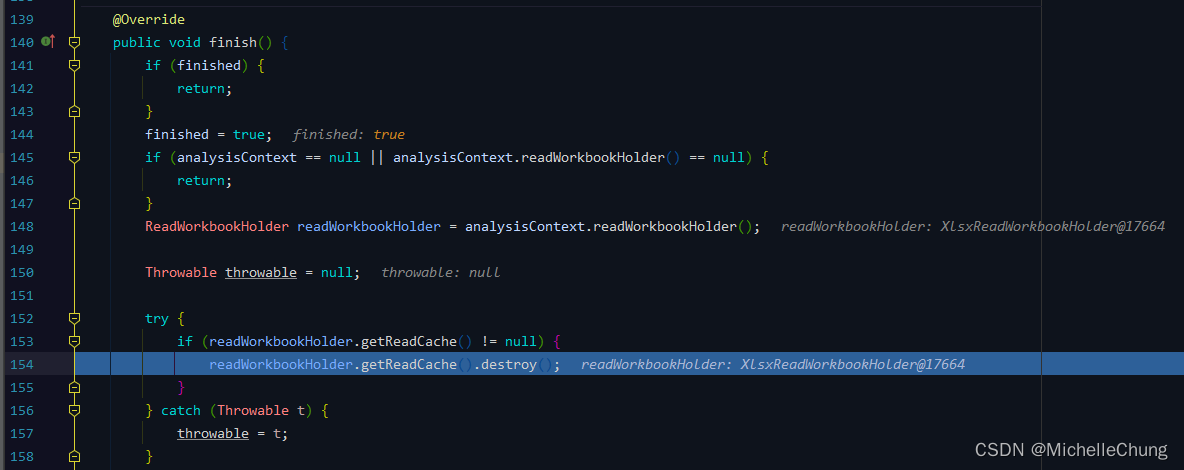 139 @Override
140 public void finish() {
141 if (finished) {
142 return;
143 }
144 finished = true; finished: true
145 if (analysisContext == null || analysisContext.readWorkbookHolder() == null) {
146 return;
147 }
148 ReadWorkbookHolder readWorkbookHolder = analysisContext.readWorkbookHolder(); readWorkbookHolder: XlsxReadWorkbookHolder@17664
149
150 Throwable throwable = null; throwable: null
151
152 try {
153 if (readWorkbookHolder.getReadCache() != null) {
154 readWorkbookHolder.getReadCache().destroy(); readWorkbookHolder: XlsxReadWorkbookHolder@17664
155 }
156 } catch (Throwable t) {
157 throwable = t;
158 }
CSDN @MichelleChung